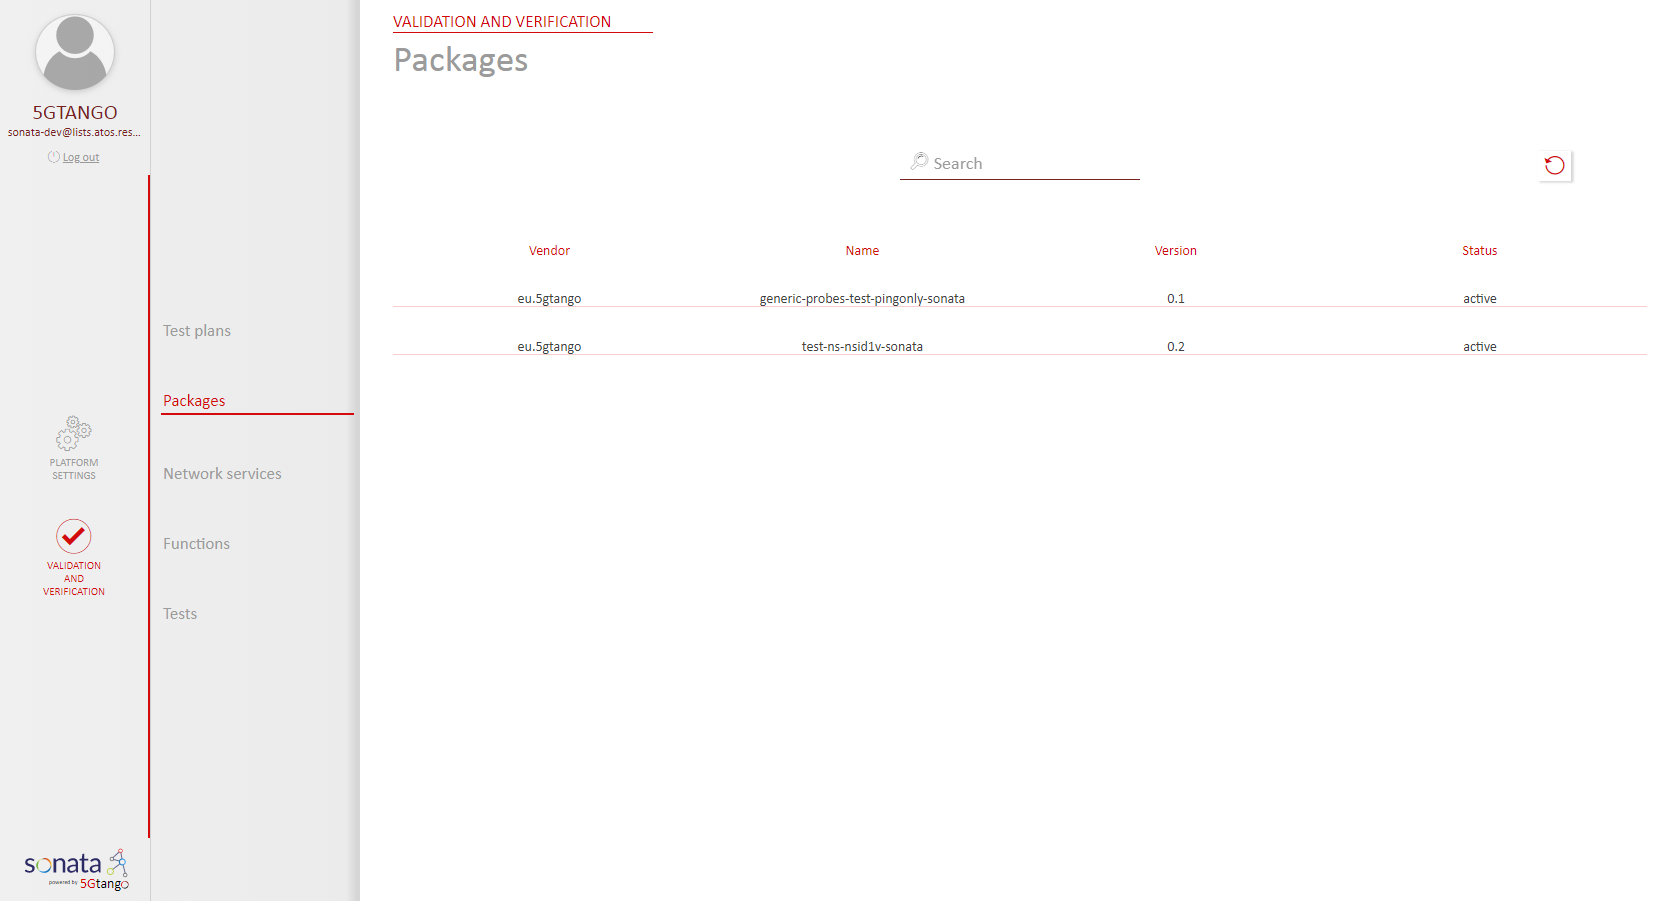 5GTANGO
sonata-dev@lists.atos.res...
Log out
PLATFORM
SETTINGS
VALIDATION
AND
VERIFICATION
sonata
powered by 5Gtango
Test plans
Packages
Network services
Functions
Tests
VALIDATION AND VERIFICATION
Packages
Search
Vendor Name Version Status
eu.5gtango generic-probes-test-pingonly-sonata 0.1 active
eu.5gtango test-ns-nsid1v-sonata 0.2 active